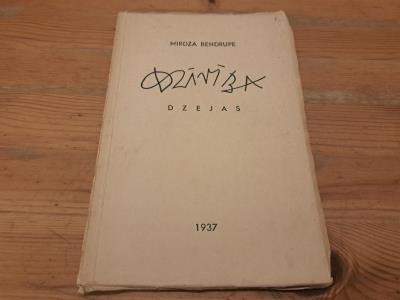 MIRDZA BENDRUPE
DZĪVĪBA
DZEJAS
1937